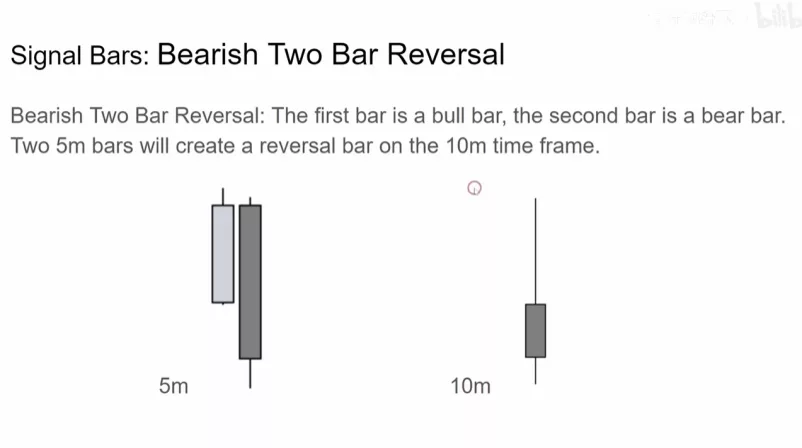 Signal Bars: Bearish Two Bar Reversal
Bearish Two Bar Reversal: The first bar is a bull bar, the second bar is a bear bar.
Two 5m bars will create a reversal bar on the 10m time frame.
5m
10m